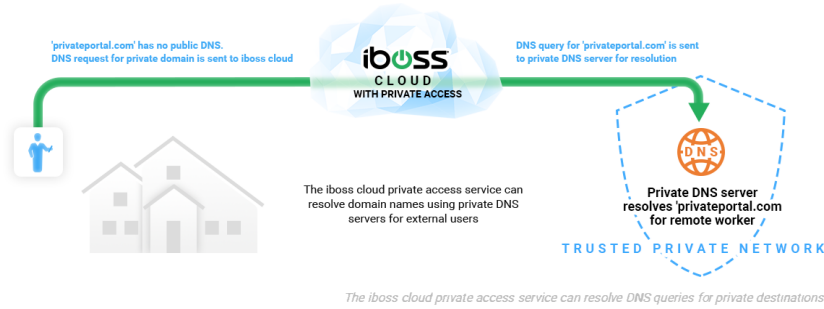 'privateportal.com' has no public DNS.
DNS request for private domain is sent to iboss cloud
iboss
CLOUD
WITH PRIVATE ACCESS
DNS query for 'privateportal.com' is sent
to private DNS server for resolution
DNS
The iboss cloud private access service can
resolve domain names using private DNS
servers for external users
Private DNS server
resolves 'privateportal.com
for remote worker
TRUSTED PRIVATE NETWORK
The iboss cloud private access service can resolve DNS queries for private destinations